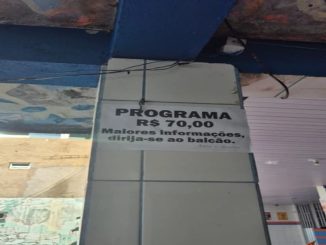 PROGRAMA
R$ 70,00
Maiores informações,
dirija-se ao balcão.